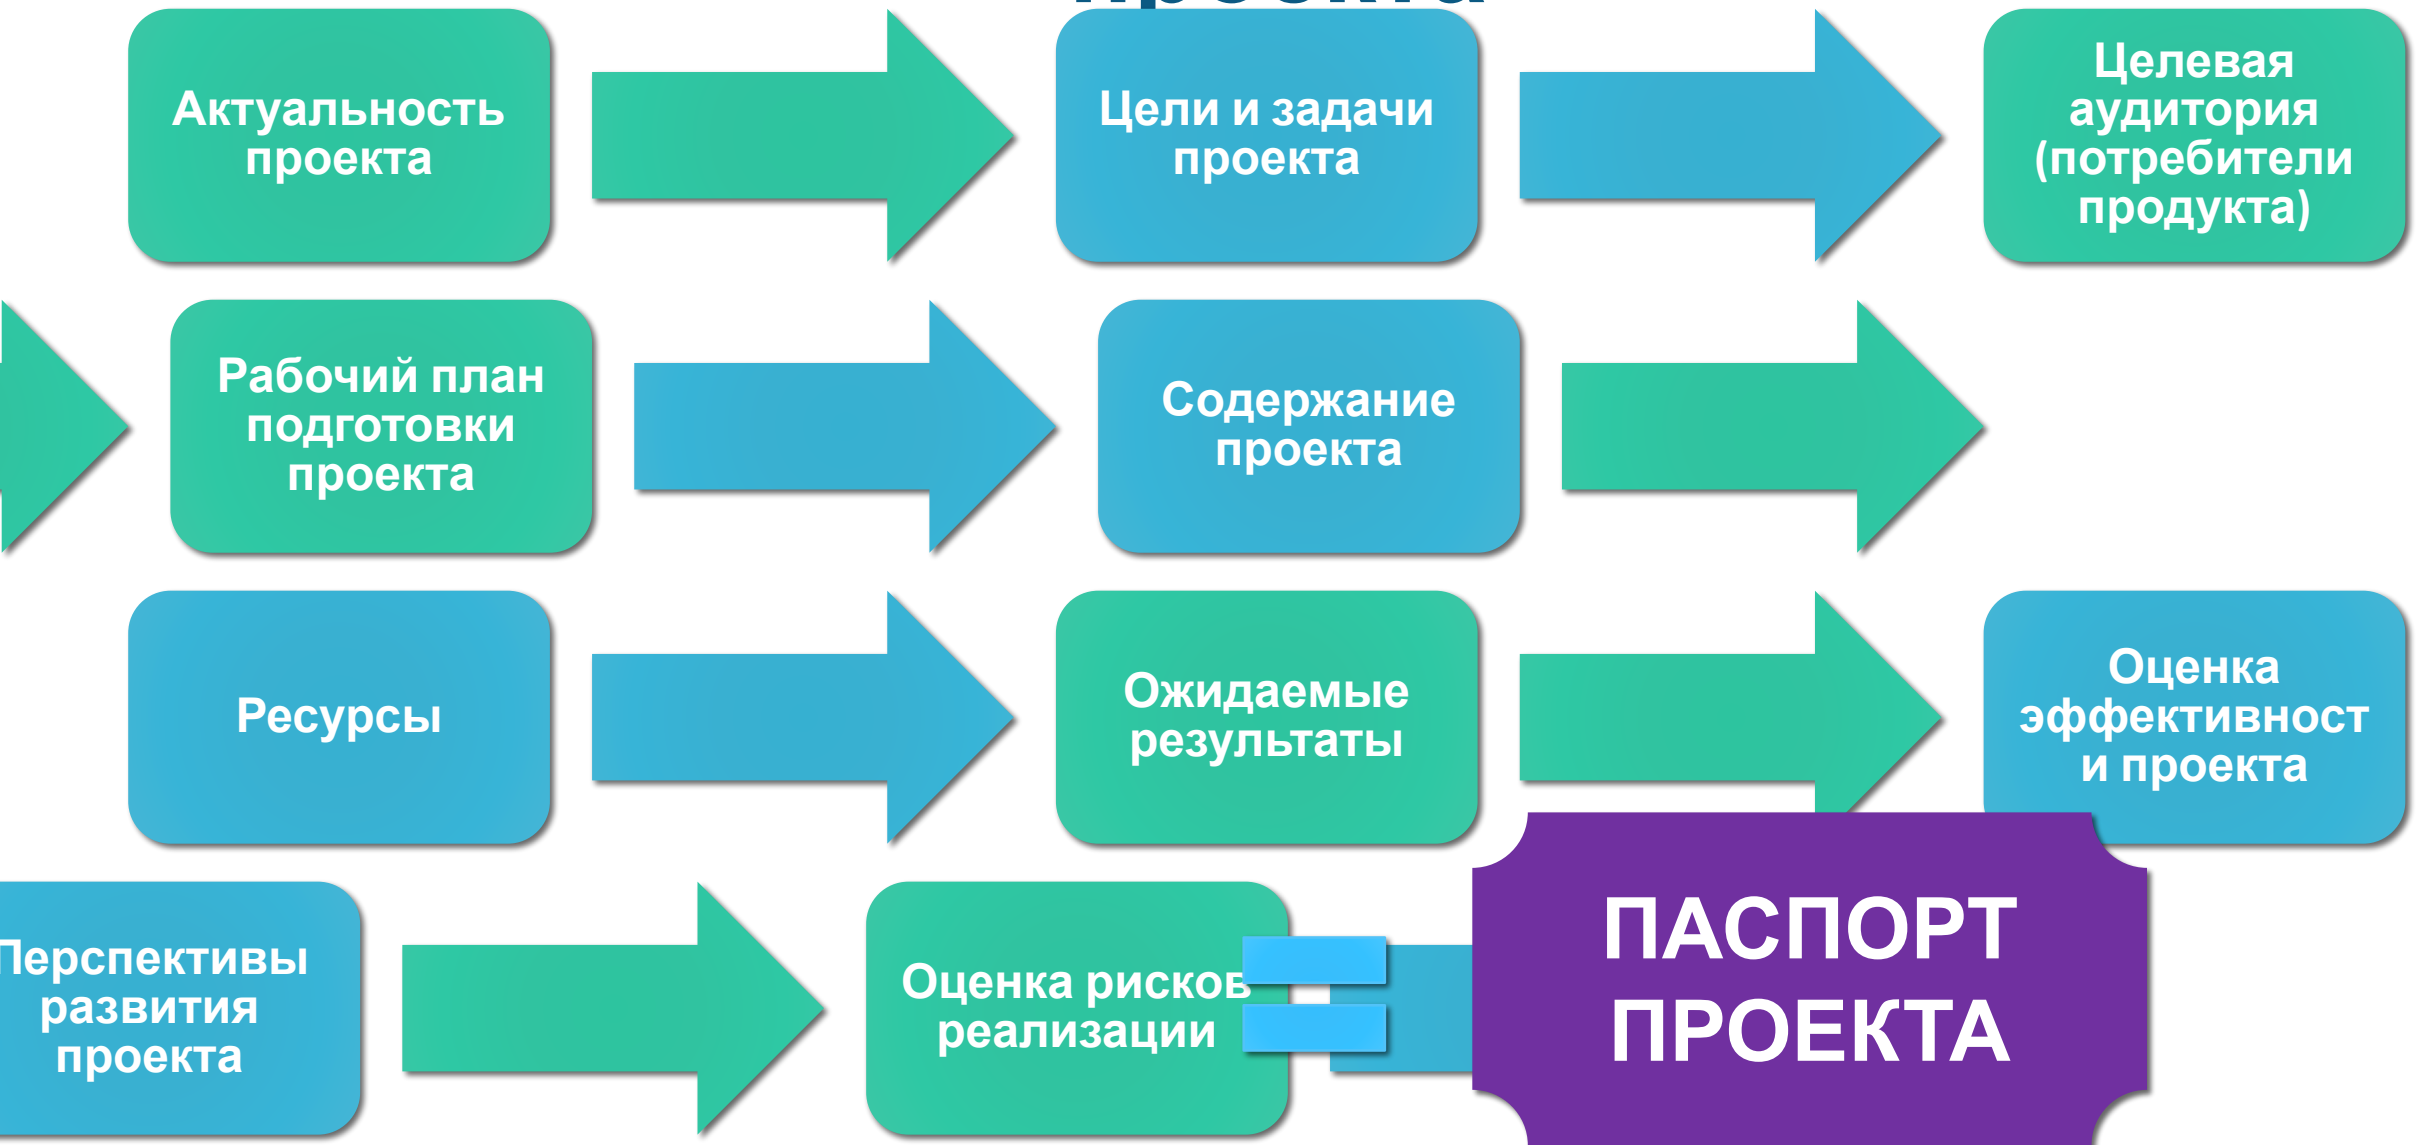 Актуальность
проекта
Цели и задачи
проекта
Целевая
аудитория
(потребители
продукта)
Рабочий план
подготовки
проекта
Содержание
проекта
Ресурсы
Ожидаемые
результаты
Оценка
эффективност
и проекта
Перспективы
развития
проекта
Оценка рисков
реализации
ПАСПОРТ
ПРОЕКТА